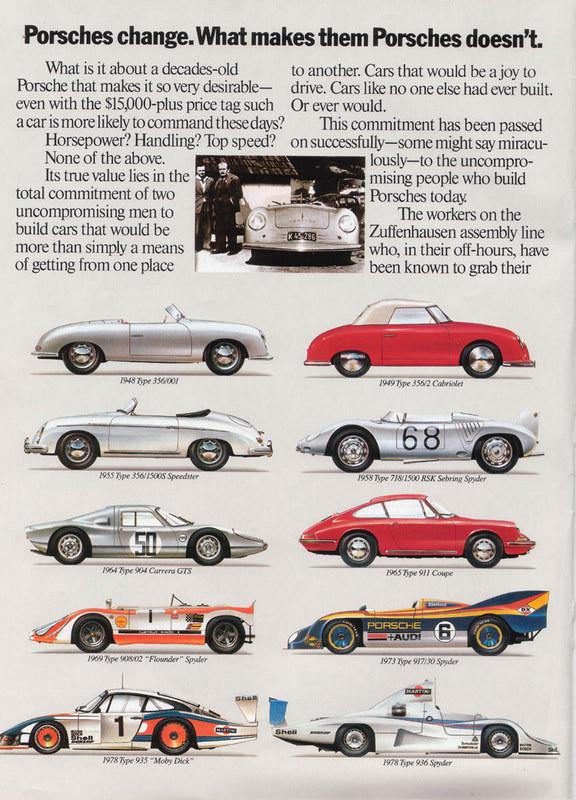 Porsches change. What makes them Porsches doesn't.
What is it about a decades-old
Porsche that makes it so very desirable—
even with the $15,000-plus price tag such
a car is more likely to command these days?
Horsepower? Handling? Top speed?
None of the above.
Its true value lies in the
total commitment of two
uncompromising men to
build cars that would be
more than simply a means
of getting from one place
to another. Cars that would be a joy to
drive. Cars like no one else had ever built.
Or ever would.
This commitment has been passed
on successfully—some might say miracu-
lously—to the uncompro-
mising people who build
Porsches today.
The workers on the
Zuffenhausen assembly line
who, in their off-hours, have
been known to grab their
K45·286
1948 Type 356/001
1949 Type 356/2 Cabriolet
1955 Type 356/1500S Speedster
68
1958 Type 718/1500 RSK Sebring Spyder
50
1964 Type 904 Carrera GTS
1965 Type 911 Coupe
1
1969 Type 908/02 "Flounder" Spyder
PORSCHE
+AUDI
6
DX
1973 Type 917/30 Spyder
1
Shell
DUNLOP
Shell
MARTINI
1978 Type 935 "Moby Dick"
MARTINI
Shell
DUNLOP
1978 Type 936 Spyder